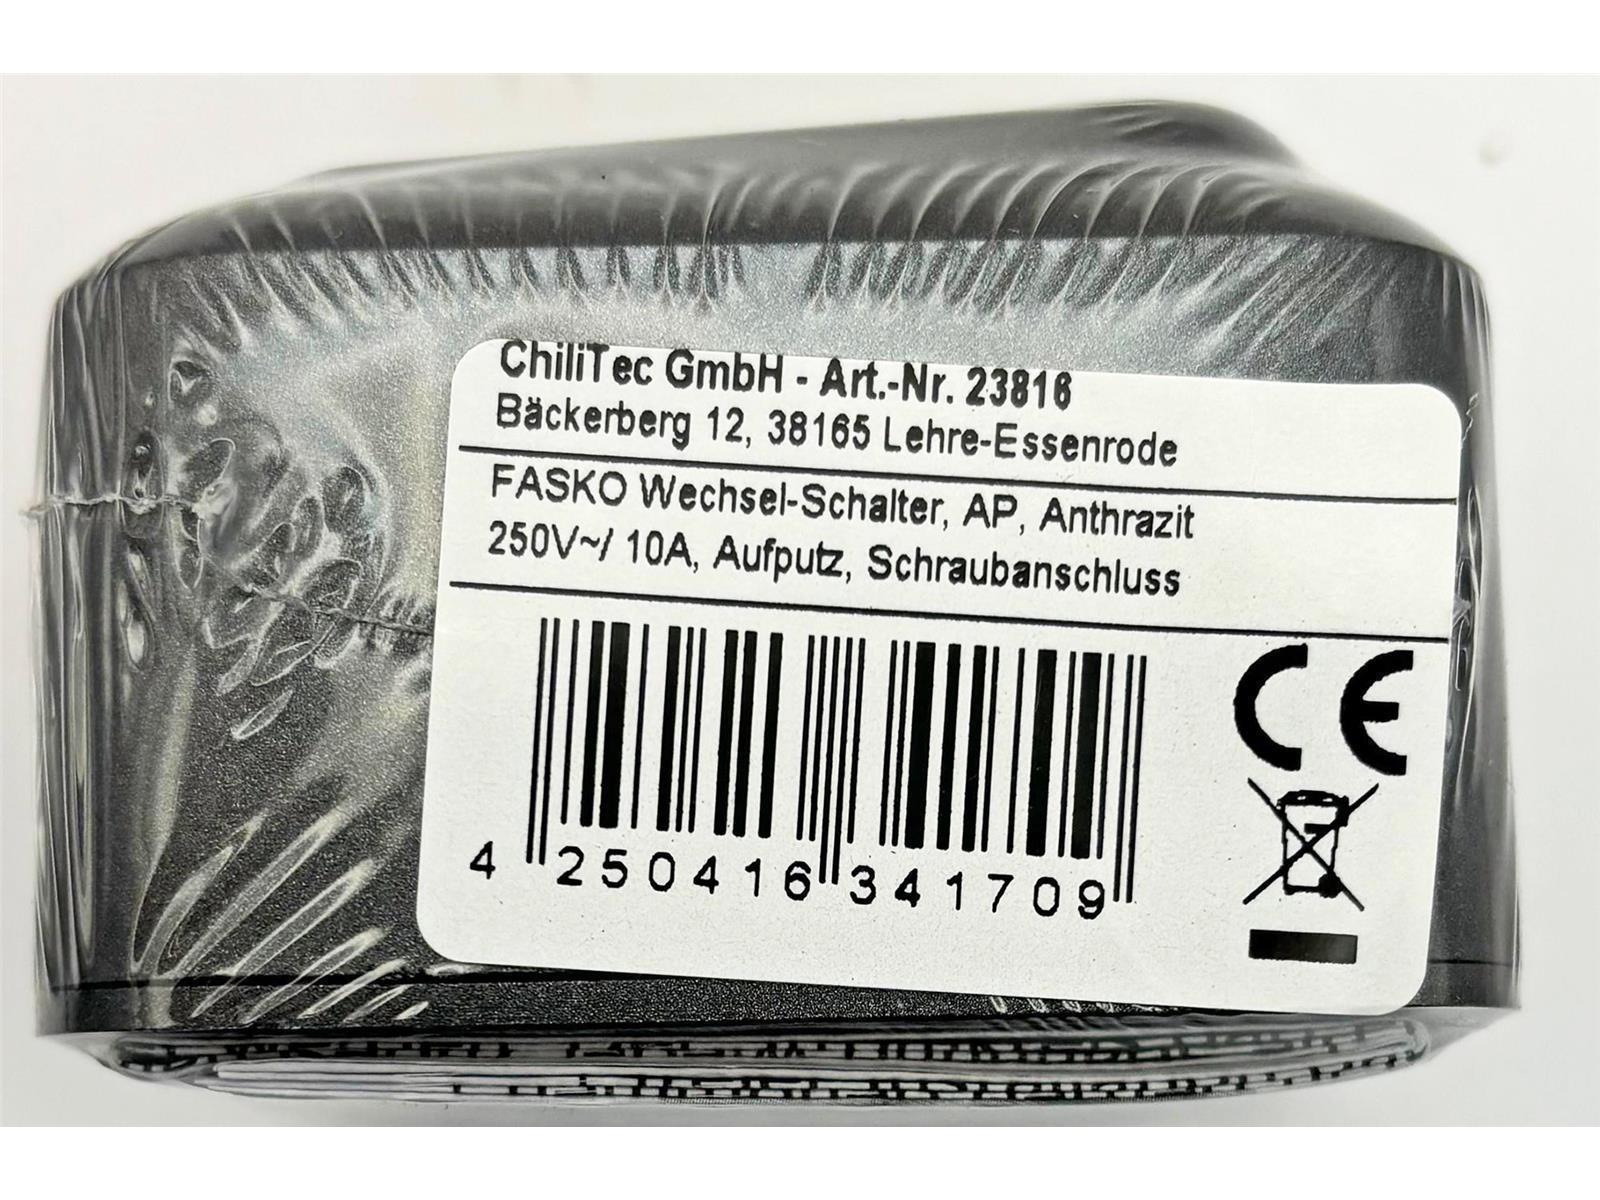 ChiliTec GmbH - Art.-Nr. 23816
Bäckerberg 12, 38165 Lehre-Essenrode
FASKO Wechsel-Schalter, AP, Anthrazit
250V~/ 10A, Aufputz, Schraubanschluss
CE
4 250416 341709